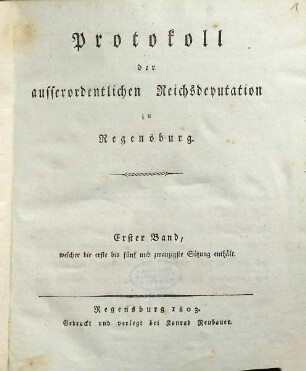 1
Protokoll
der
ausserordentlichen Reichsdeputation
zu
Regensburg.
Erster Band,
welcher die erste bis fünf und zwanzigste Sitzung enthält.
Regensburg 1803.
Gedruckt und verlegt bei Konrad Neubauer.